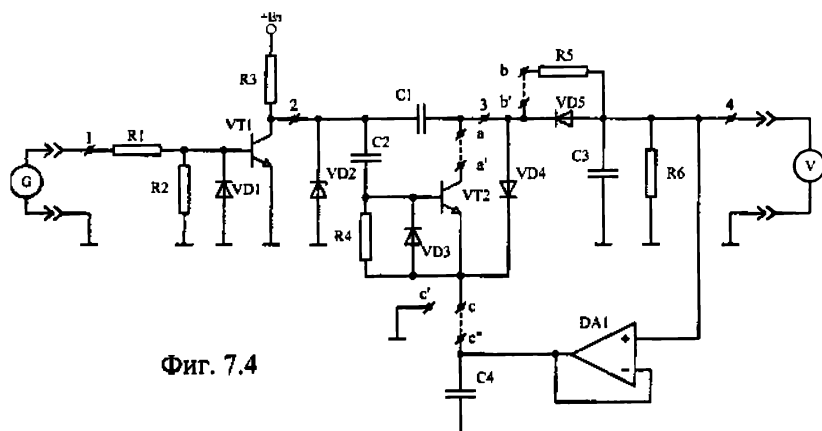 +Eп
R3
2
C1
3
b
R5
b'
VD5
4
1
R1
VT1
C2
a
a'
G
R2
VD1
VD2
VT2
VD4
C3
R6
V
R4
VD3
c'
c
c"
DA1
+
−
C4
Фиг. 7.4